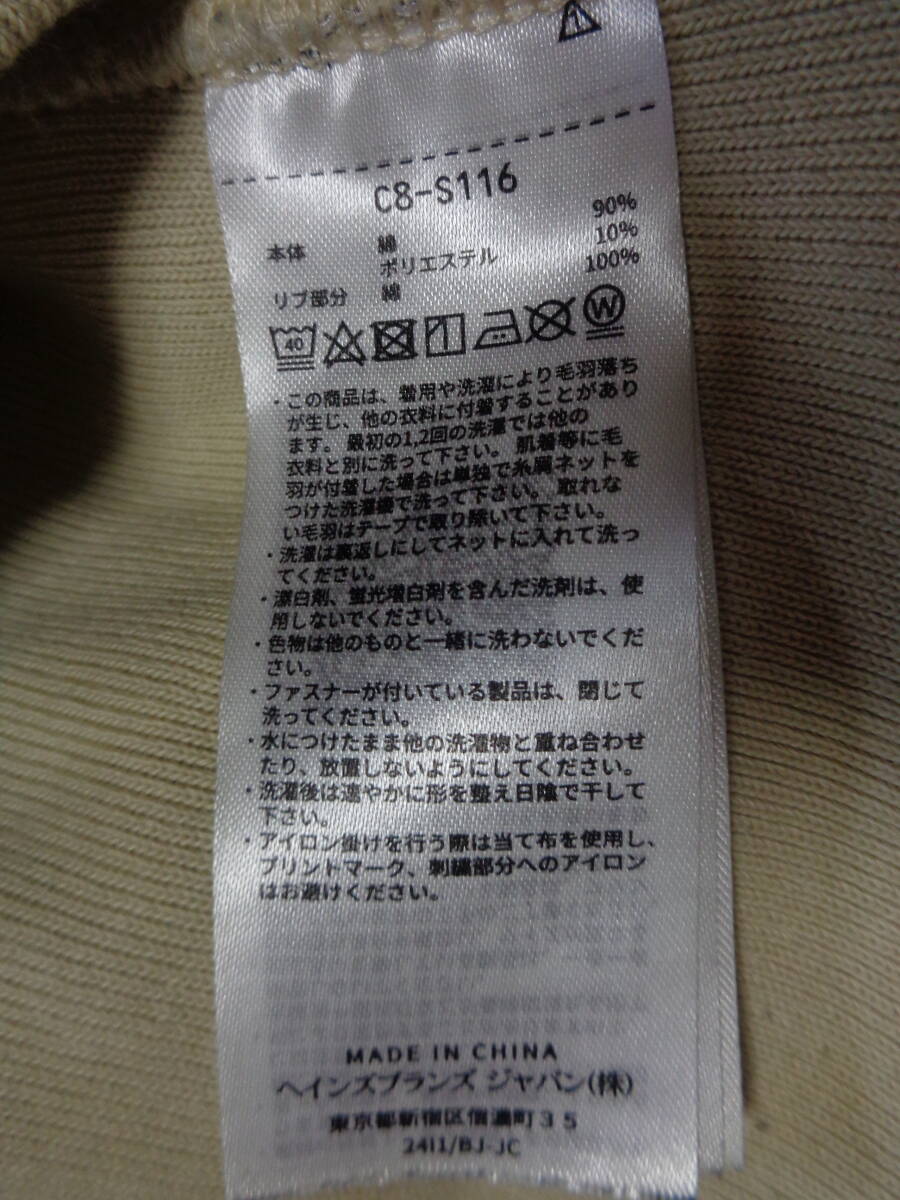 C8-S116
本体 綿 90%
ポリエステル 10%
リブ部分 綿 100%
40 W
・この商品は、着用や洗濯により毛羽落ち
が生じ、他の衣料に付着することがあり
ます。最初の1,2回の洗濯では他の
衣料と別に洗って下さい。肌着等に毛
羽が付着した場合は単独で糸屑ネットを
つけた洗濯機で洗って下さい。取れな
い毛羽はテープで取り除いて下さい。
・洗濯は裏返しにしてネットに入れて洗っ
てください。
・漂白剤、蛍光増白剤を含んだ洗剤は、使
用しないでください。
・色物は他のものと一緒に洗わないでくだ
さい。
・ファスナーが付いている製品は、閉じて
洗ってください。
・水につけたまま他の洗濯物と重ね合わせ
たり、放置しないようにしてください。
・洗濯後は速やかに形を整え日陰で干して
下さい。
・アイロン掛けを行う際は当て布を使用し、
プリントマーク、刺繍部分へのアイロン
はお避けください。
MADE IN CHINA
ヘインズブランズ ジャパン(株)
東京都新宿区信濃町35
24I1/BJ-JC